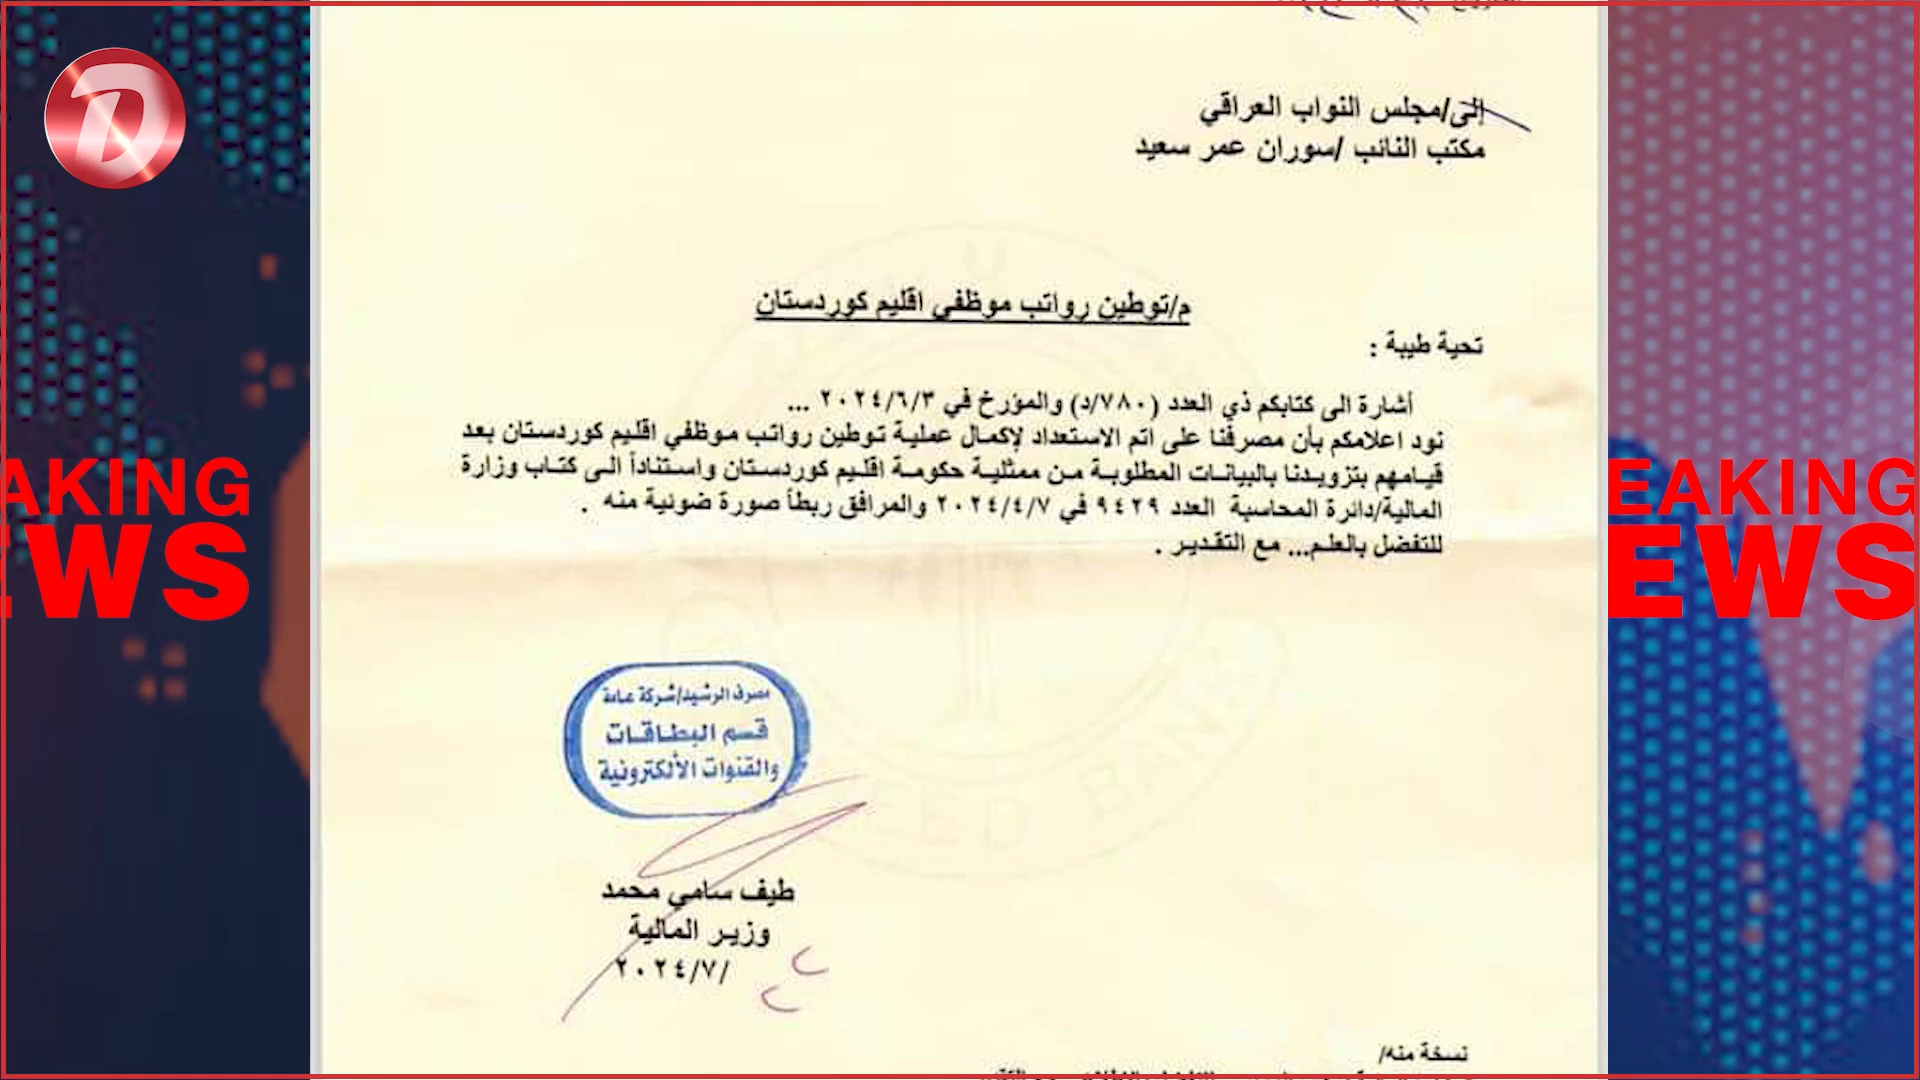 D
إلى/مجلس النواب العراقي
مكتب النائب /سوران عمر سعيد
م/توطين رواتب موظفي اقليم كوردستان
تحية طيبة :
أشارة الى كتابكم ذي العدد (٧٨٠/د) والمؤرخ في ٢٠٢٤/٦/٣ ...
نود اعلامكم بأن مصرفنا على اتم الاستعداد لإكمال عملية توطين رواتب موظفي اقليم كوردستان بعد
قيامهم بتزويدنا بالبيانات المطلوبة من ممثلية حكومة اقليم كوردستان واستناداً الى كتاب وزارة
المالية/دائرة المحاسبة العدد ٩٤٢٩ في ٢٠٢٤/٤/٧ والمرافق ربطاً صورة ضوئية منه .
للتفضل بالعلم... مع التقدير .
AKING
EWS
EAKING
EWS
مصرف الرشيد/شركة عامة
قسم البطاقات
والقنوات الألكترونية
BANK
طيف سامي محمد
وزير المالية
٢٠٢٤/٧/
نسخة منه/